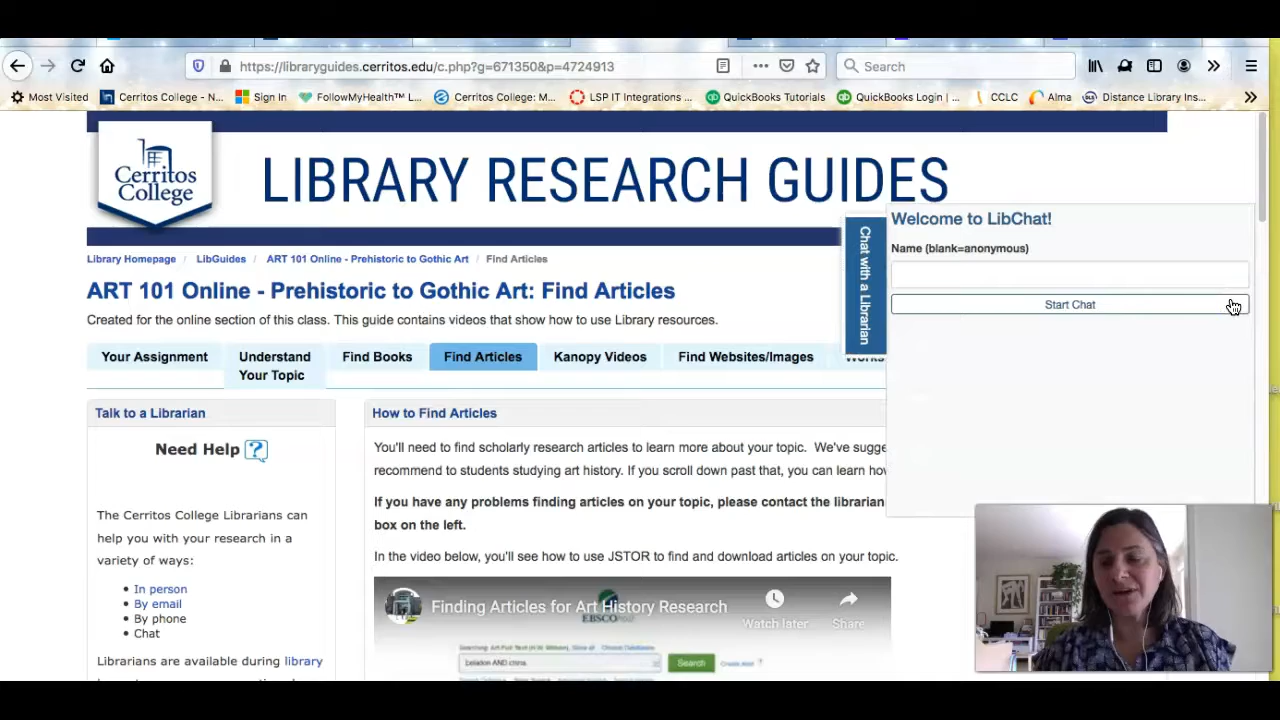 https://libraryguides.cerritos.edu/c.php?g=671350&p=4724913
Search
Most Visited
Cerritos College - N...
Sign In
FollowMyHealth™ L...
Cerritos College: M...
LSP IT Integrations ...
QuickBooks Tutorials
QuickBooks Login | ...
CCLC
Alma
Distance Library Ins...
Cerritos
College
LIBRARY RESEARCH GUIDES
Library Homepage / LibGuides / ART 101 Online - Prehistoric to Gothic Art / Find Articles
ART 101 Online - Prehistoric to Gothic Art: Find Articles
Created for the online section of this class. This guide contains videos that show how to use Library resources.
Chat with a Librarian
Welcome to LibChat!
Name (blank=anonymous)
Start Chat
Your Assignment
Understand
Your Topic
Find Books
Find Articles
Kanopy Videos
Find Websites/Images
Works
Talk to a Librarian
Need Help ?
The Cerritos College Librarians can
help you with your research in a
variety of ways:
• In person
• By email
• By phone
• Chat
Librarians are available during library
How to Find Articles
You'll need to find scholarly research articles to learn more about your topic. We've sugge
recommend to students studying art history. If you scroll down past that, you can learn how
If you have any problems finding articles on your topic, please contact the librarian
box on the left.
In the video below, you'll see how to use JSTOR to find and download articles on your topic.
Finding Articles for Art History Research
Watch later
Share
EBSCO
celadon AND china
Search